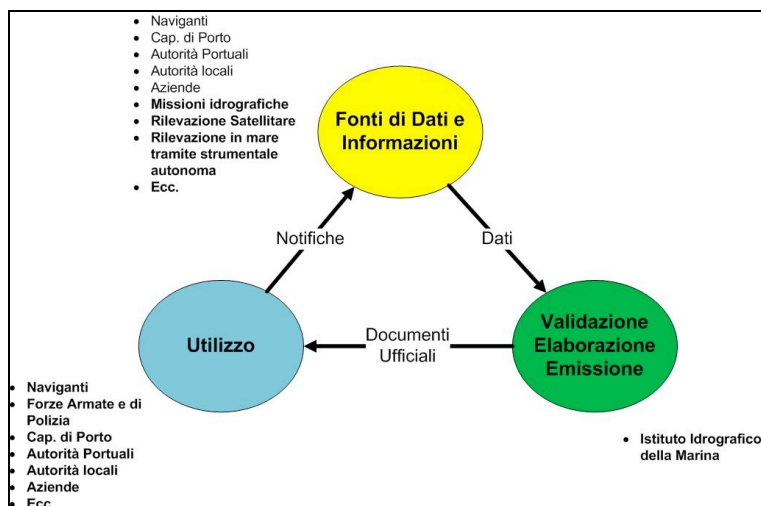 • Naviganti
• Cap. di Porto
• Autorità Portuali
• Autorità locali
• Aziende
• Missioni idrografiche
• Rilevazione Satellitare
• Rilevazione in mare
tramite strumentale
autonoma
• Ecc.
Fonti di Dati e
Informazioni
Notifiche
Dati
Utilizzo
Documenti
Ufficiali
Validazione
Elaborazione
Emissione
• Naviganti
• Forze Armate e di
Polizia
• Cap. di Porto
• Autorità Portuali
• Autorità locali
• Aziende
• Ecc.
• Istituto Idrografico
della Marina